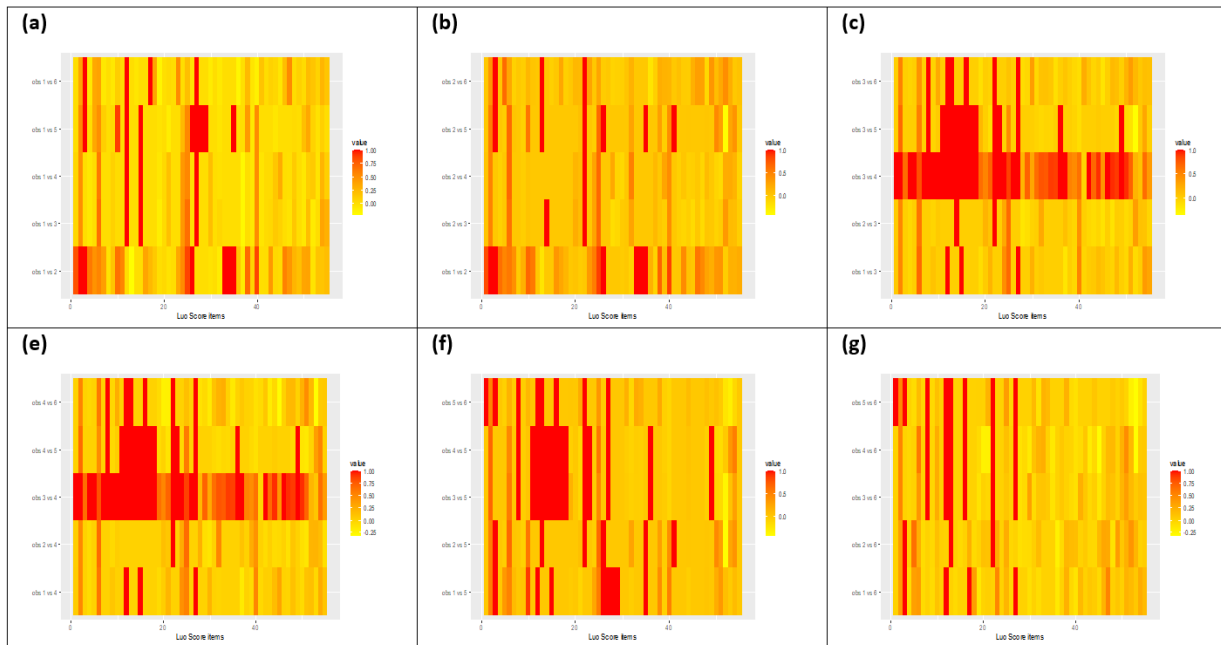 (a)
obs 1 vs 6
obs 1 vs 5
obs 1 vs 4
obs 1 vs 3
obs 1 vs 2
0 20 40
Luo Score items
value
1.00
0.75
0.50
0.25
0.00
(b)
obs 2 vs 6
obs 2 vs 5
obs 2 vs 4
obs 2 vs 3
obs 1 vs 2
0 20 40
Luo Score items
value
1.0
0.0
(c)
obs 3 vs 6
obs 3 vs 5
obs 3 vs 4
obs 2 vs 3
obs 1 vs 3
0 20 40
Luo Score items
value
1.0
0.0
(e)
obs 4 vs 6
obs 4 vs 5
obs 3 vs 4
obs 2 vs 4
obs 1 vs 4
0 20 40
Luo Score items
value
1.00
0.75
0.50
0.25
0.00
-0.25
(f)
obs 5 vs 6
obs 4 vs 5
obs 3 vs 5
obs 2 vs 5
obs 1 vs 5
0 20 40
Luo Score items
value
1.0
0.0
(g)
obs 5 vs 6
obs 4 vs 6
obs 3 vs 6
obs 2 vs 6
obs 1 vs 6
0 20 40
Luo Score items
value
1.00
0.75
0.50
0.25
0.00
-0.25